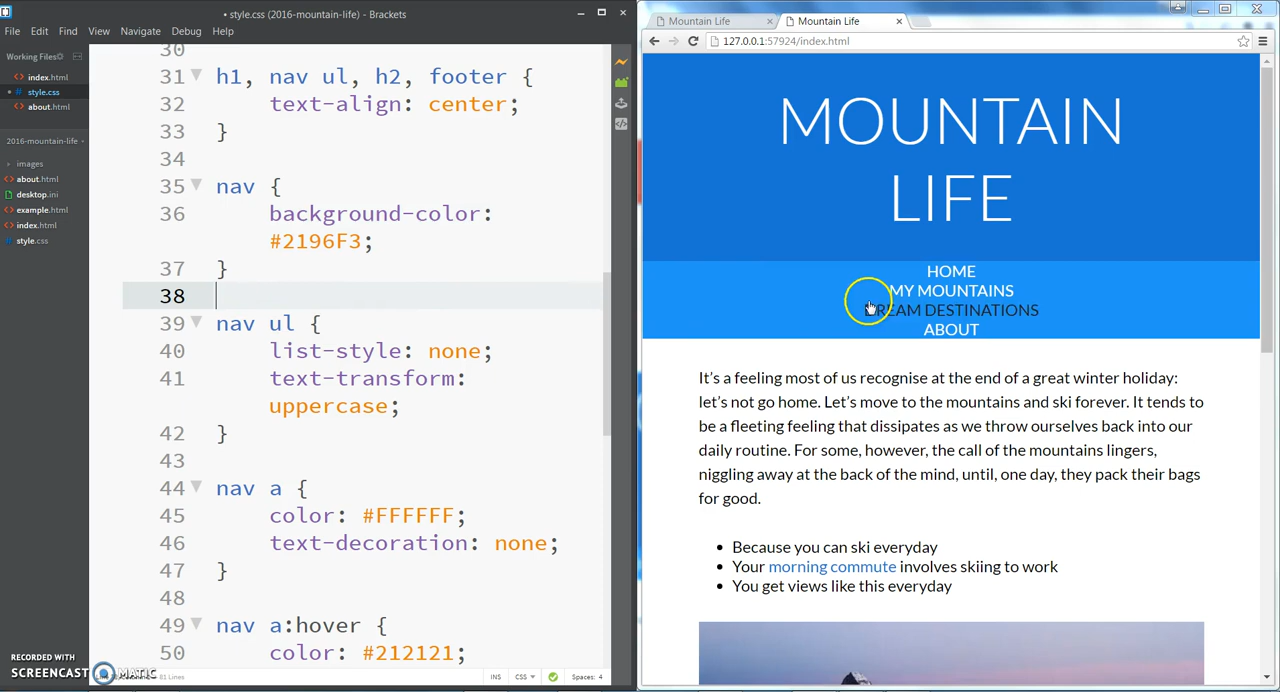 style.css (2016-mountain-life) - Brackets
File Edit Find View Navigate Debug Help
Working Files
index.html
style.css
about.html
2016-mountain-life
images
about.html
desktop.ini
example.html
index.html
style.css
30
31 h1, nav ul, h2, footer {
32 text-align: center;
33 }
34
35 nav {
36 background-color:
#2196F3;
37 }
38
39 nav ul {
40 list-style: none;
41 text-transform:
uppercase;
42 }
43
44 nav a {
45 color: #FFFFFF;
46 text-decoration: none;
47 }
48
49 nav a:hover {
50 color: #212121;
81 Lines
INS CSS Spaces: 4
RECORDED WITH
SCREENCAST MATIC
Mountain Life
Mountain Life
127.0.0.1:57924/index.html
MOUNTAIN
LIFE
HOME
MY MOUNTAINS
DREAM DESTINATIONS
ABOUT
It's a feeling most of us recognise at the end of a great winter holiday:
let's not go home. Let's move to the mountains and ski forever. It tends to
be a fleeting feeling that dissipates as we throw ourselves back into our
daily routine. For some, however, the call of the mountains lingers,
niggling away at the back of the mind, until, one day, they pack their bags
for good.
Because you can ski everyday
Your morning commute involves skiing to work
You get views like this everyday